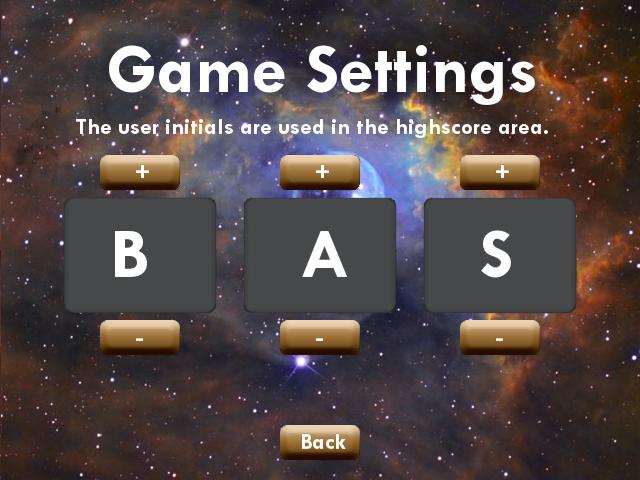 Game Settings
The user initials are used in the highscore area.
+ + +
B A S
- - -
Back